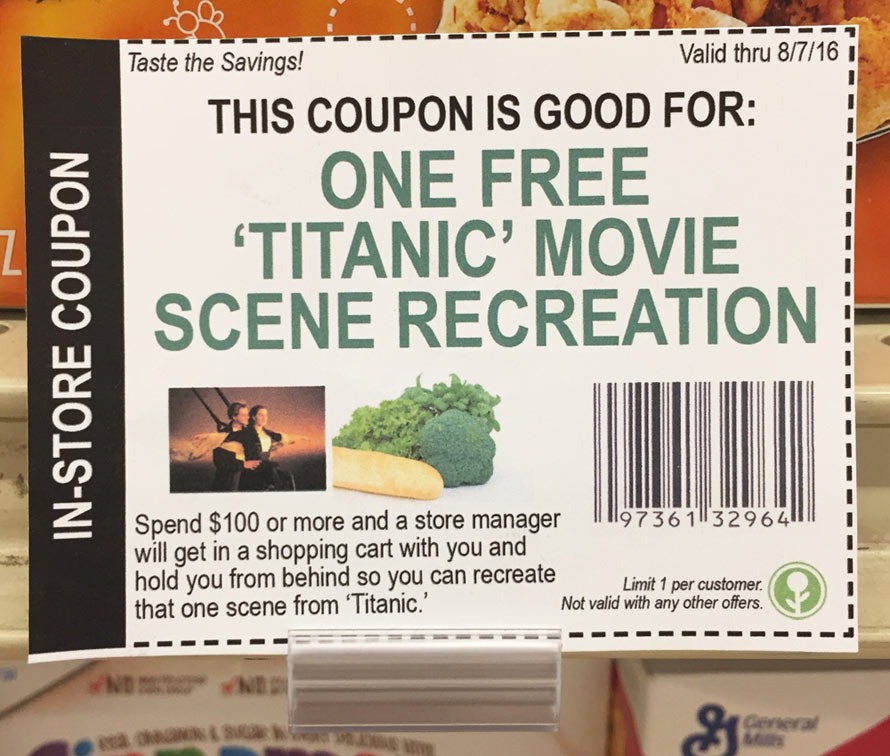 Taste the Savings!
Valid thru 8/7/16
THIS COUPON IS GOOD FOR:
ONE FREE
‘TITANIC’ MOVIE
SCENE RECREATION
IN-STORE COUPON
Spend $100 or more and a store manager
will get in a shopping cart with you and
hold you from behind so you can recreate
that one scene from ‘Titanic.’
97361 32964
Limit 1 per customer.
Not valid with any other offers.
NO
NO
General
Mills